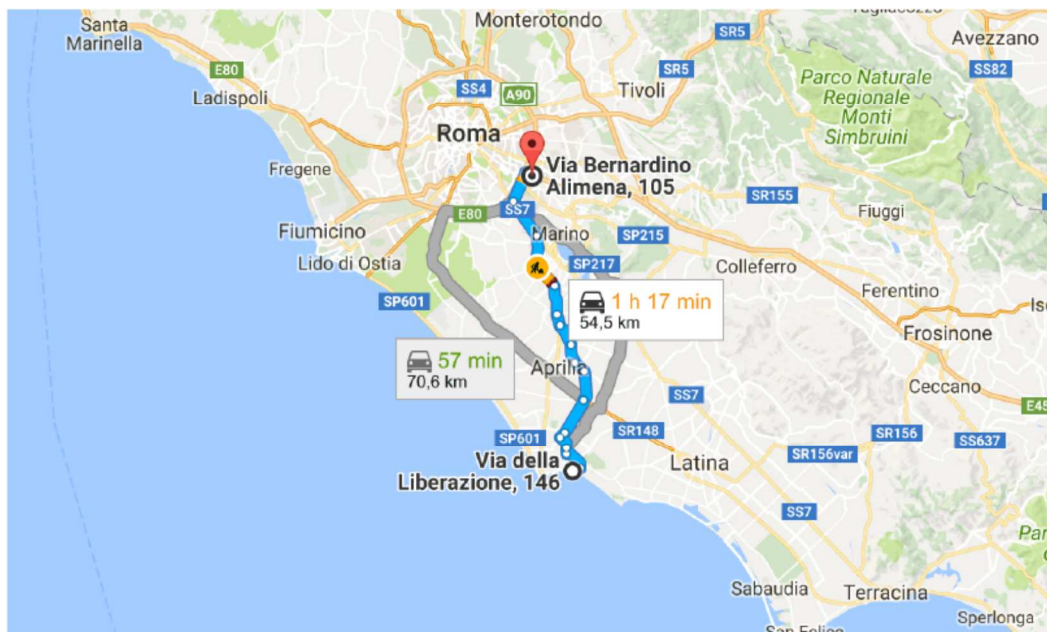 Santa
Marinella
Monterotondo
SR5
Avezzano
E80
Ladispoli
SS4
A90
SR5
Tivoli
SS82
Parco Naturale
Regionale
Monti
Simbruini
Roma
Fregene
Via Bernardino
Alimena, 105
SR155
Fiuggi
E80
SS7
Fiumicino
Marino
SP215
Lido di Ostia
SP217
Colleferro
Ferentino
SP601
1 h 17 min
54,5 km
Frosinone
57 min
70,6 km
Aprilia
Ceccano
SS7
E45
SP601
SR148
SR156
SS637
Via della
Liberazione, 146
Latina
SR156var
SS7
Sabaudia
Terracina
Sperlonga